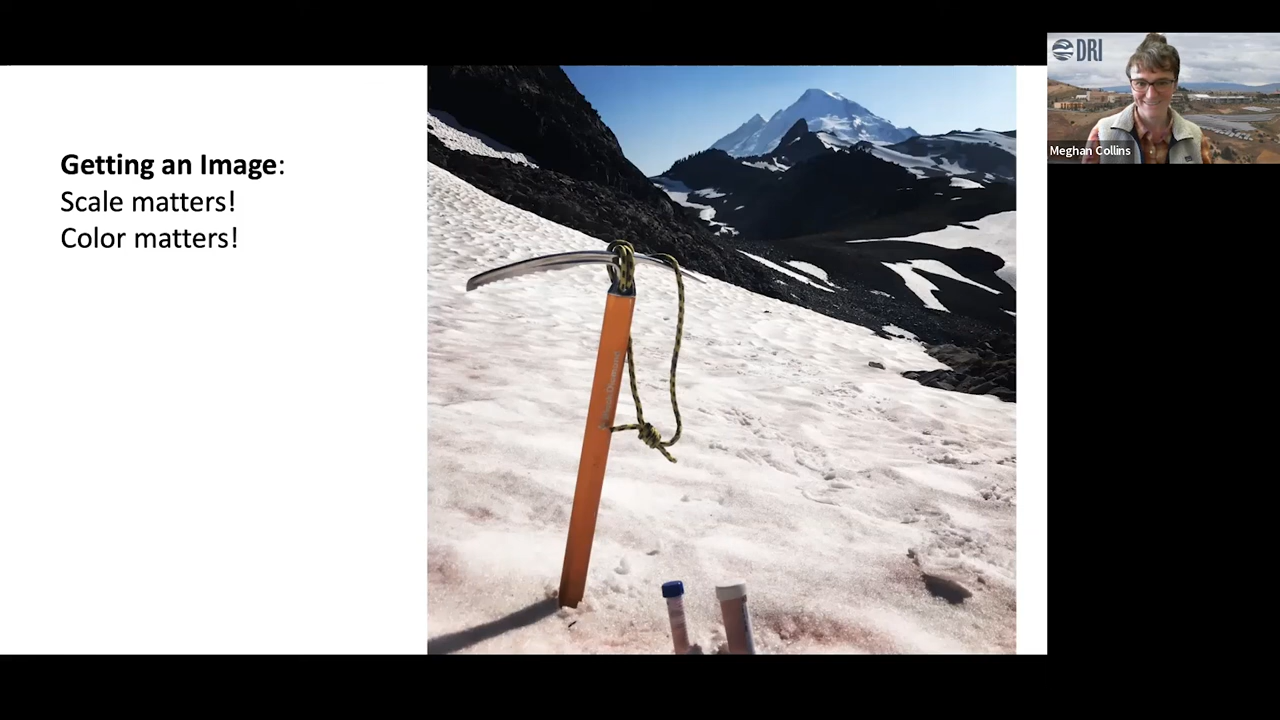 Getting an Image:
Scale matters!
Color matters!
DRI
Meghan Collins